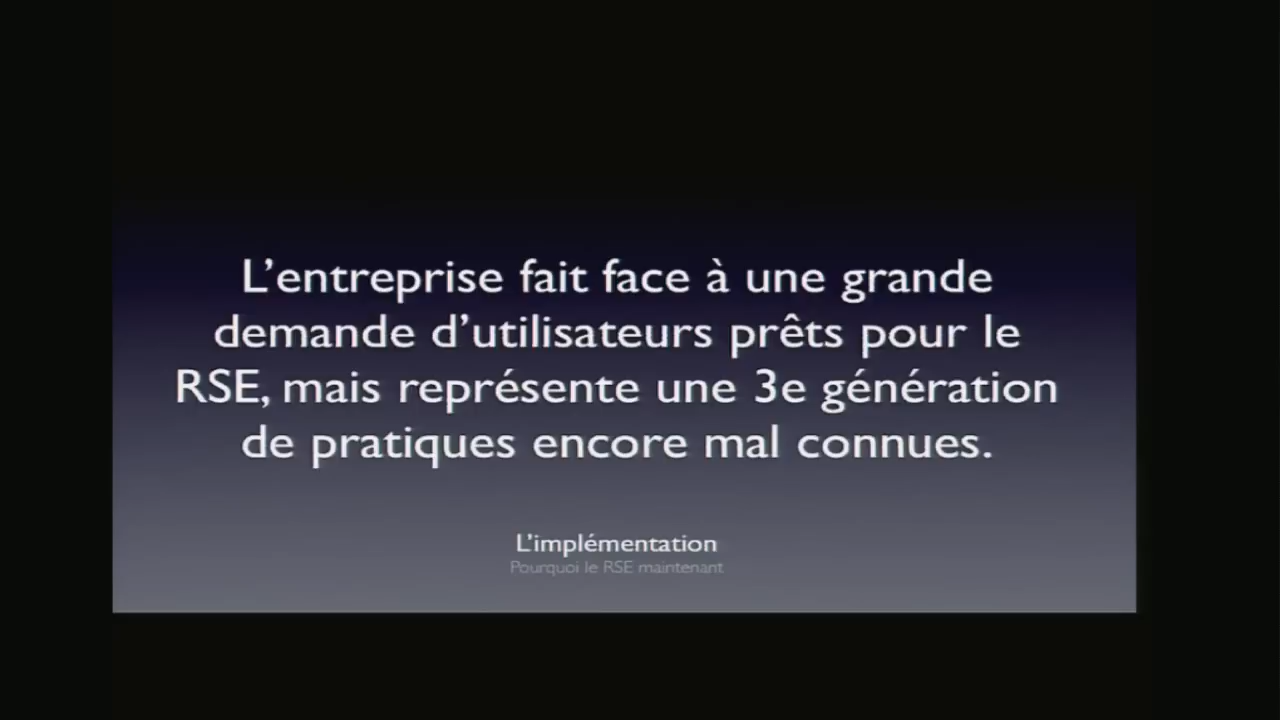 L’entreprise fait face à une grande
demande d’utilisateurs prêts pour le
RSE, mais représente une 3e génération
de pratiques encore mal connues.
L’implémentation
Pourquoi le RSE maintenant